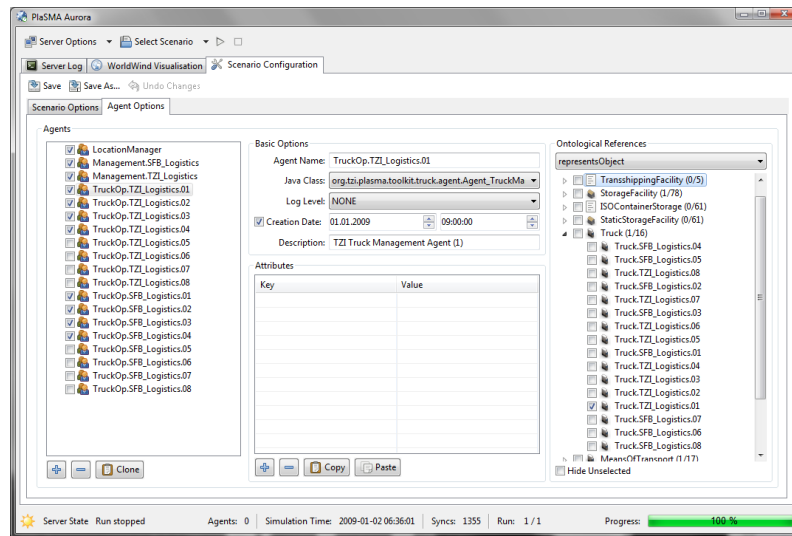 PlaSMA Aurora
Server Options Select Scenario
Server Log WorldWind Visualisation Scenario Configuration
Save Save As... Undo Changes
Scenario Options Agent Options
Agents
LocationManager
Management.SFB_Logistics
Management.TZI_Logistics
TruckOp.TZI_Logistics.01
TruckOp.TZI_Logistics.02
TruckOp.TZI_Logistics.03
TruckOp.TZI_Logistics.04
TruckOp.TZI_Logistics.05
TruckOp.TZI_Logistics.06
TruckOp.TZI_Logistics.07
TruckOp.TZI_Logistics.08
TruckOp.SFB_Logistics.01
TruckOp.SFB_Logistics.02
TruckOp.SFB_Logistics.03
TruckOp.SFB_Logistics.04
TruckOp.SFB_Logistics.05
TruckOp.SFB_Logistics.06
TruckOp.SFB_Logistics.07
TruckOp.SFB_Logistics.08
Clone
Basic Options
Agent Name: TruckOp.TZI_Logistics.01
Java Class: org.tzi.plasma.toolkit.truck.agent.Agent_TruckMa
Log Level: NONE
Creation Date: 01.01.2009 09:00:00
Description: TZI Truck Management Agent (1)
Attributes
Key Value
Copy Paste
Ontological References
representsObject
TransshippingFacility (0/5)
StorageFacility (1/78)
ISOContainerStorage (0/61)
StaticStorageFacility (0/61)
Truck (1/16)
Truck.SFB_Logistics.04
Truck.SFB_Logistics.05
Truck.TZI_Logistics.08
Truck.SFB_Logistics.02
Truck.TZI_Logistics.07
Truck.SFB_Logistics.03
Truck.TZI_Logistics.06
Truck.TZI_Logistics.05
Truck.SFB_Logistics.01
Truck.TZI_Logistics.04
Truck.TZI_Logistics.03
Truck.TZI_Logistics.02
Truck.TZI_Logistics.01
Truck.SFB_Logistics.07
Truck.SFB_Logistics.06
Truck.SFB_Logistics.08
MeansOfTransport (1/17)
Hide Unselected
Server State Run stopped Agents: 0 Simulation Time: 2009-01-02 06:36:01 Syncs: 1355 Run: 1 / 1 Progress: 100 %